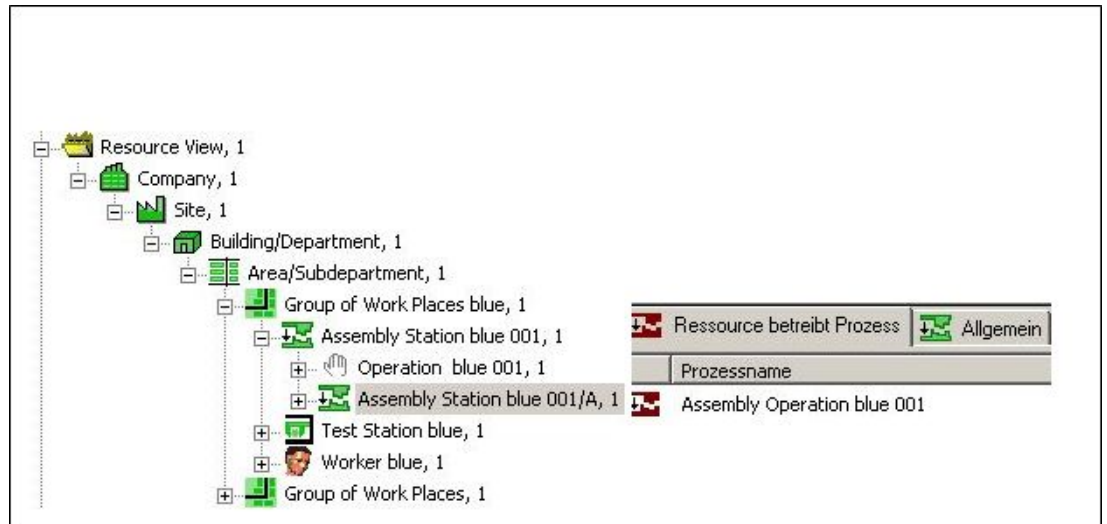 Resource View, 1
Company, 1
Site, 1
Building/Department, 1
Area/Subdepartment, 1
Group of Work Places blue, 1
Assembly Station blue 001, 1
Operation blue 001, 1
Assembly Station blue 001/A, 1
Test Station blue, 1
Worker blue, 1
Group of Work Places, 1
Ressource betreibt Prozess Allgemein
Prozessname
Assembly Operation blue 001